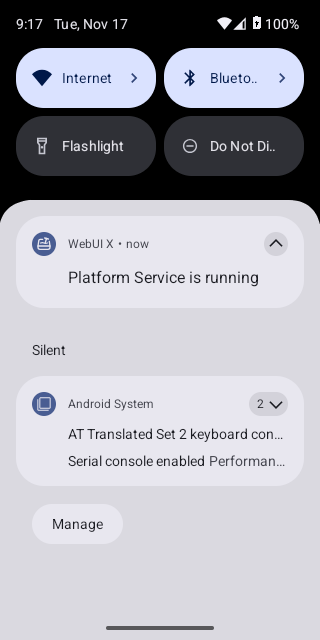 9:17 Tue, Nov 17 100%
Internet Blueto..
Flashlight Do Not Di..
WebUI X • now
Platform Service is running
Silent
Android System 2
AT Translated Set 2 keyboard con…
Serial console enabled Performan…
Manage